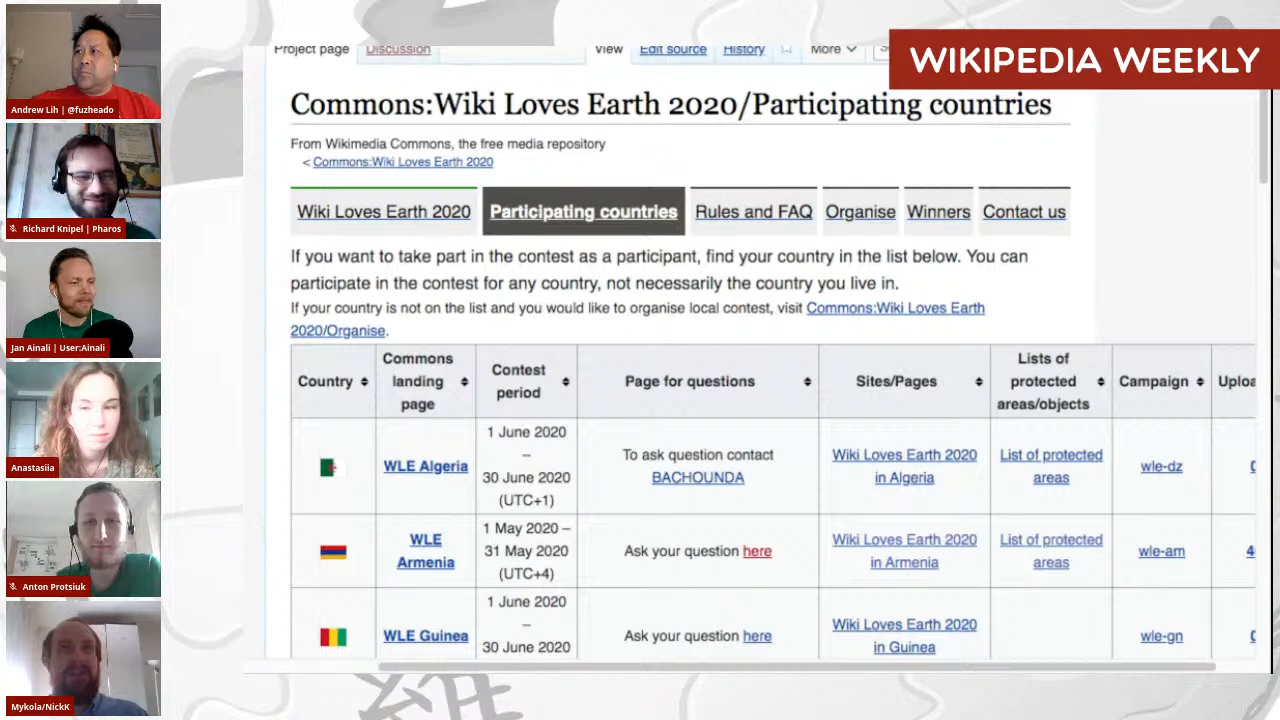 WIKIPEDIA WEEKLY
Project page Discussion View Edit source History More
Commons:Wiki Loves Earth 2020/Participating countries
From Wikimedia Commons, the free media repository
< Commons:Wiki Loves Earth 2020
Wiki Loves Earth 2020 Participating countries Rules and FAQ Organise Winners Contact us
If you want to take part in the contest as a participant, find your country in the list below. You can
participate in the contest for any country, not necessarily the country you live in.
If your country is not on the list and you would like to organise local contest, visit Commons:Wiki Loves Earth
2020/Organise.
Country
Commons
landing
page
Contest
period
Page for questions
Sites/Pages
Lists of
protected
areas/objects
Campaign
Uploa
WLE Algeria
1 June 2020
–
30 June 2020
(UTC+1)
To ask question contact
BACHOUNDA
Wiki Loves Earth 2020
in Algeria
List of protected
areas
wle-dz
WLE
Armenia
1 May 2020 –
31 May 2020
(UTC+4)
Ask your question here
Wiki Loves Earth 2020
in Armenia
List of protected
areas
wle-am
4
WLE Guinea
1 June 2020
–
30 June 2020
Ask your question here
Wiki Loves Earth 2020
in Guinea
wle-gn
Andrew Lih | @fuzheado
Richard Knipel | Pharos
Jan Ainali | User:Ainali
Anastasiia
Anton Protsiuk
Mykola/NickK